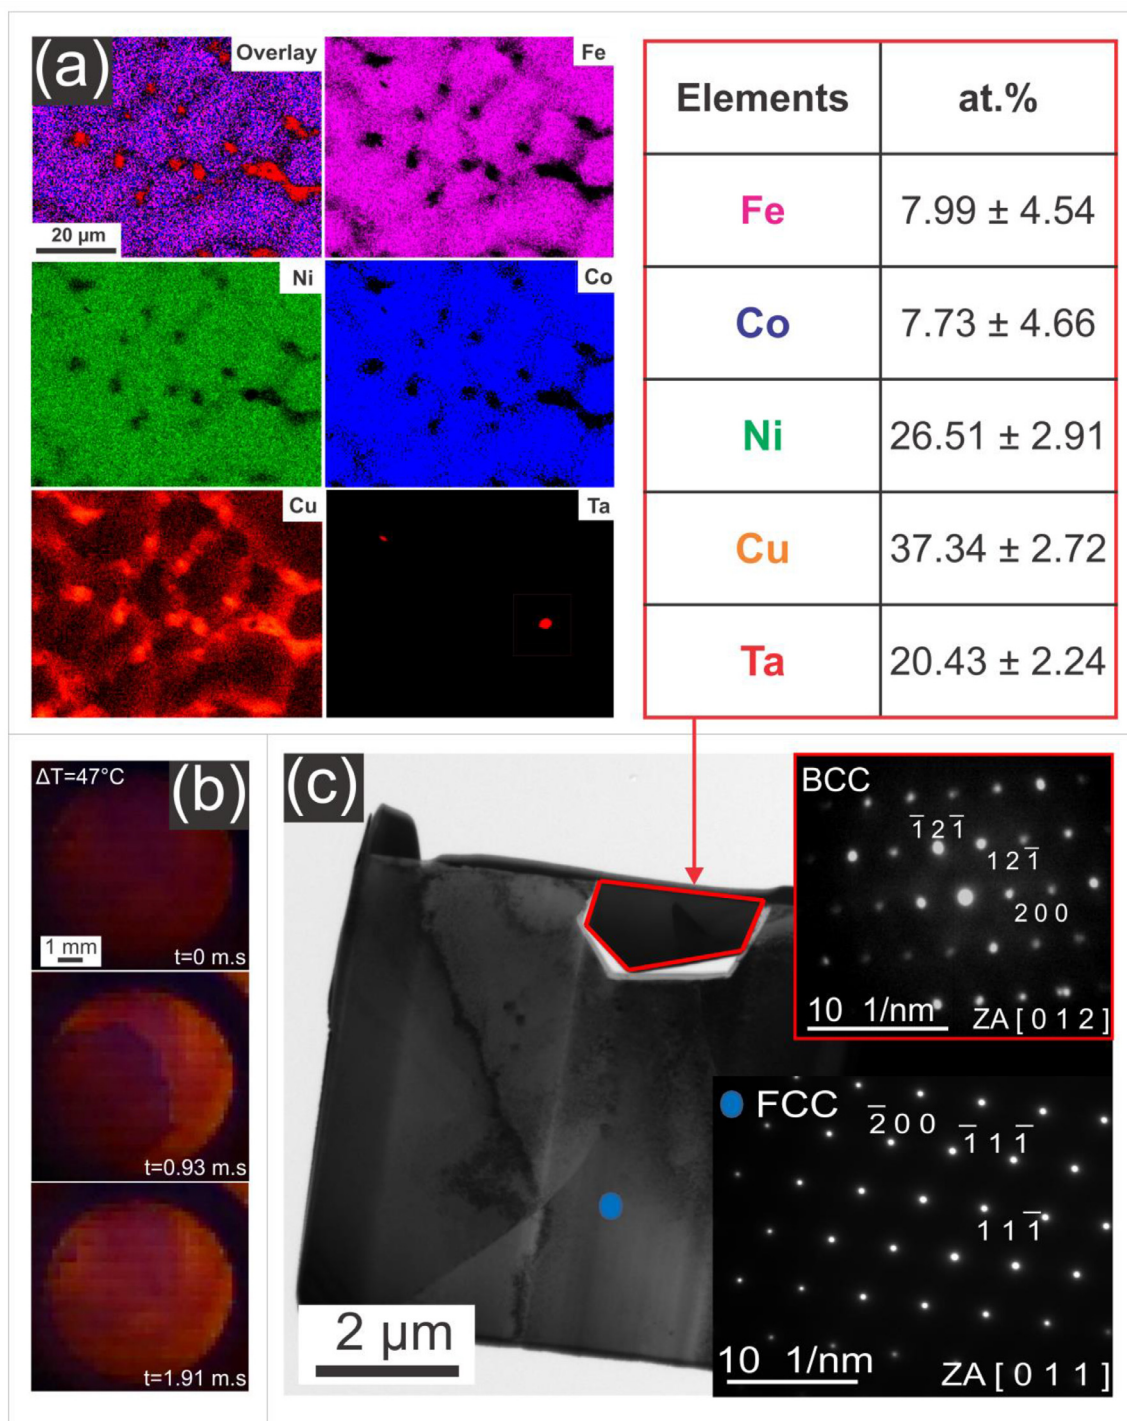 (a)
Overlay
Fe
20 µm
Ni
Co
Cu
Ta
Elements at.%
Fe 7.99 ± 4.54
Co 7.73 ± 4.66
Ni 26.51 ± 2.91
Cu 37.34 ± 2.72
Ta 20.43 ± 2.24
ΔT=47°C
(b)
1 mm
t=0 m.s
t=0.93 m.s
t=1.91 m.s
(c)
2 µm
BCC
1̅ 2 1̅
1 2 1̅
2 0 0
10 1/nm
ZA [ 0 1 2 ]
FCC
2̅ 0 0
1̅ 1 1̅
1 1 1̅
10 1/nm
ZA [ 0 1 1 ]